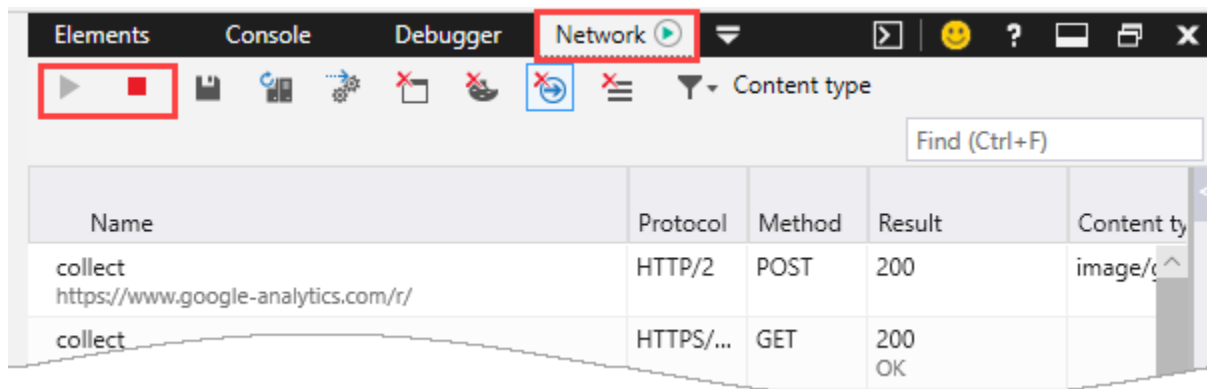 Elements Console Debugger Network
?
Content type
Find (Ctrl+F)
Name Protocol Method Result Content ty
collect HTTP/2 POST 200 image/g
https://www.google-analytics.com/r/
collect HTTPS/... GET 200
OK